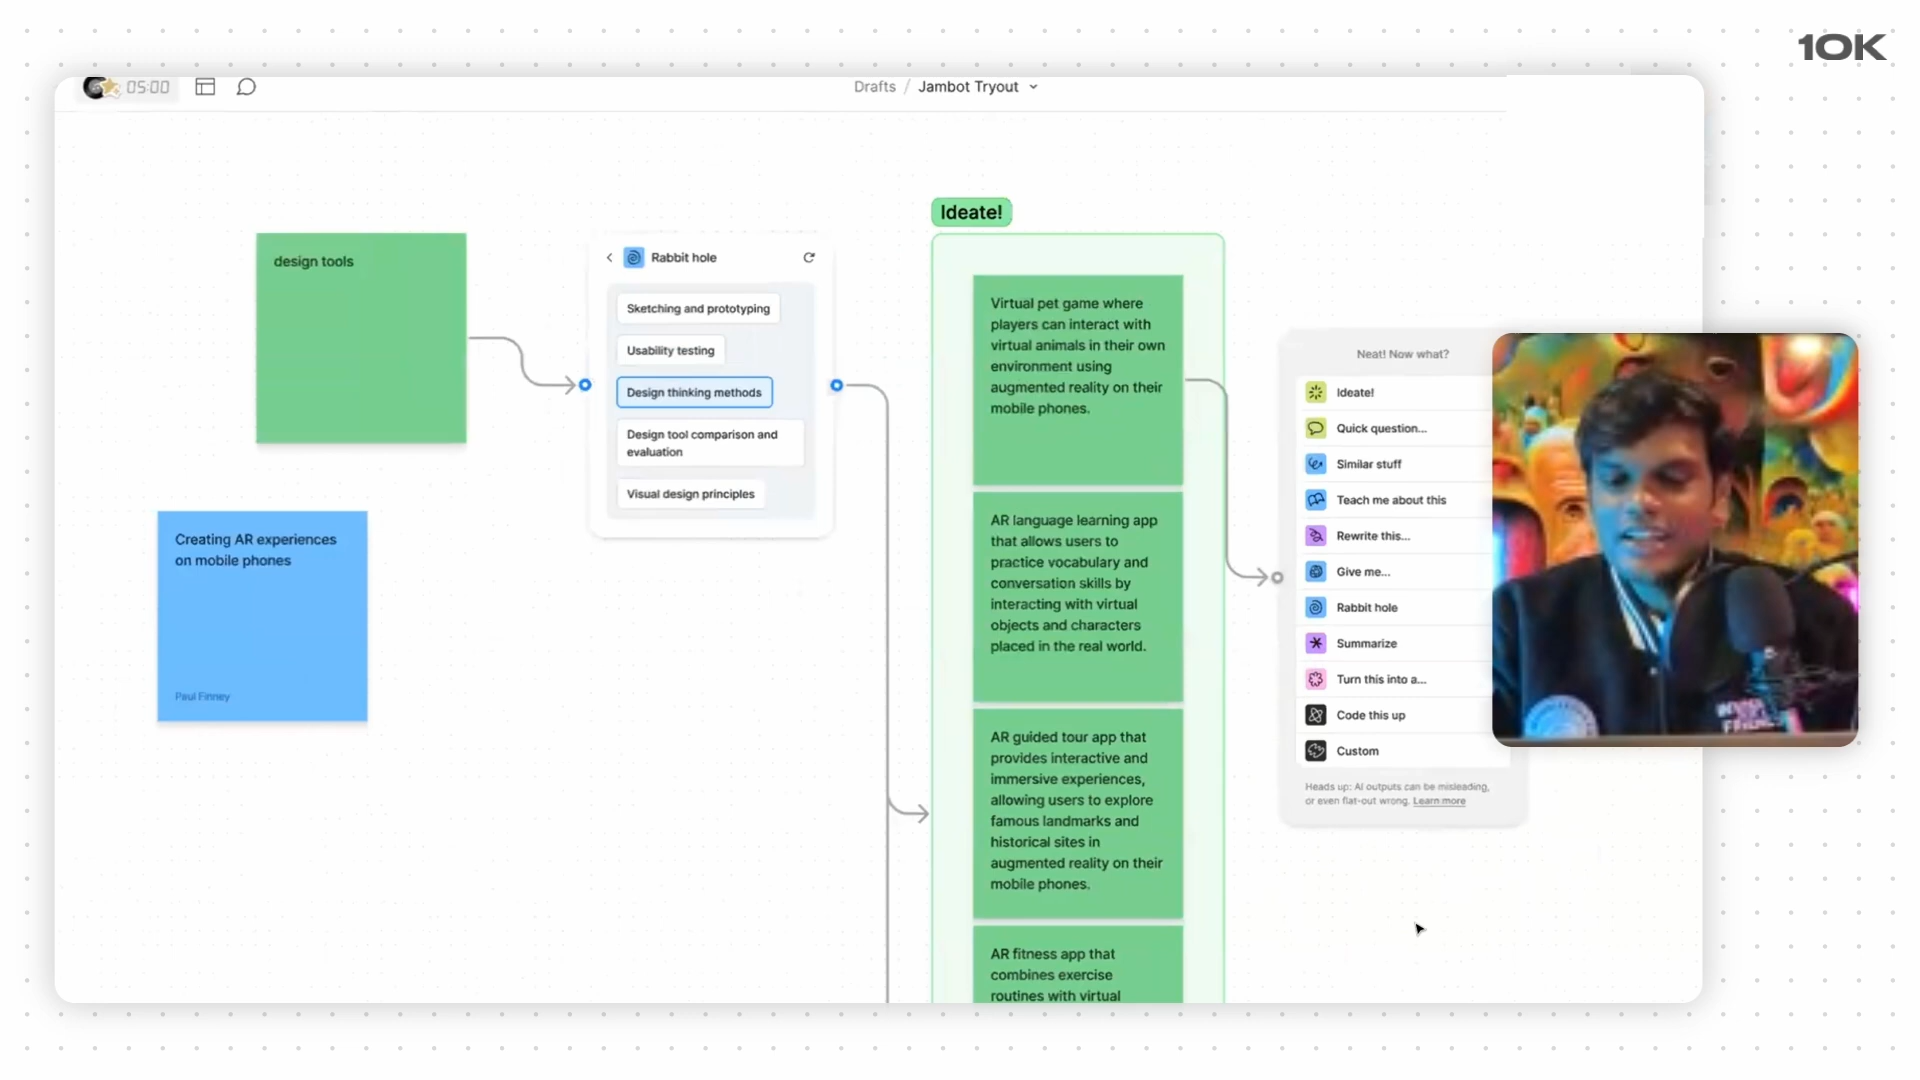 10K
05:00
Drafts / Jambot Tryout
Ideate!
design tools
Rabbit hole
Sketching and prototyping
Usability testing
Design thinking methods
Design tool comparison and
evaluation
Visual design principles
Creating AR experiences
on mobile phones
Paul Finney
Virtual pet game where
players can interact with
virtual animals in their own
environment using
augmented reality on their
mobile phones.
AR language learning app
that allows users to
practice vocabulary and
conversation skills by
interacting with virtual
objects and characters
placed in the real world.
AR guided tour app that
provides interactive and
immersive experiences,
allowing users to explore
famous landmarks and
historical sites in
augmented reality on their
mobile phones.
AR fitness app that
combines exercise
routines with virtual
Neat! Now what?
Ideate!
Quick question...
Similar stuff
Teach me about this
Rewrite this...
Give me...
Rabbit hole
Summarize
Turn this into a...
Code this up
Custom
Heads up: AI outputs can be misleading,
or even flat-out wrong. Learn more